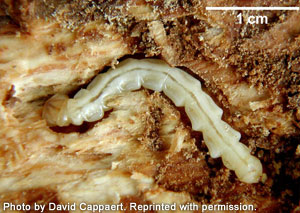 1 cm
Photo by David Cappaert. Reprinted with permission.